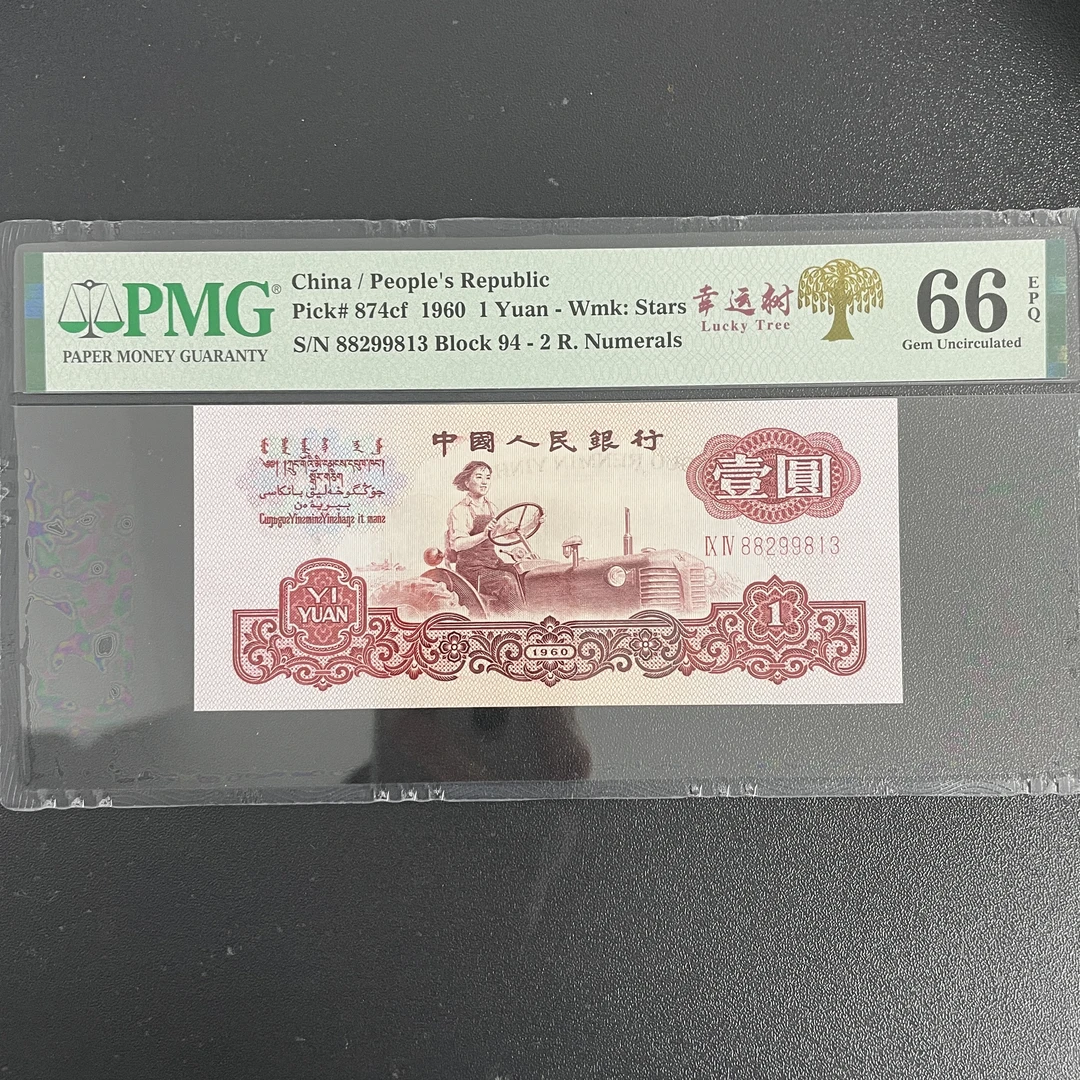 PMG®
PAPER MONEY GUARANTY
China / People's Republic
Pick# 874cf 1960 1 Yuan - Wmk: Stars
S/N 88299813 Block 94 - 2 R. Numerals
幸运树
Lucky Tree
66
EPQ
Gem Uncirculated
中國人民銀行
壹圓
ⅨⅣ 88299813
YI
YUAN
1960
1